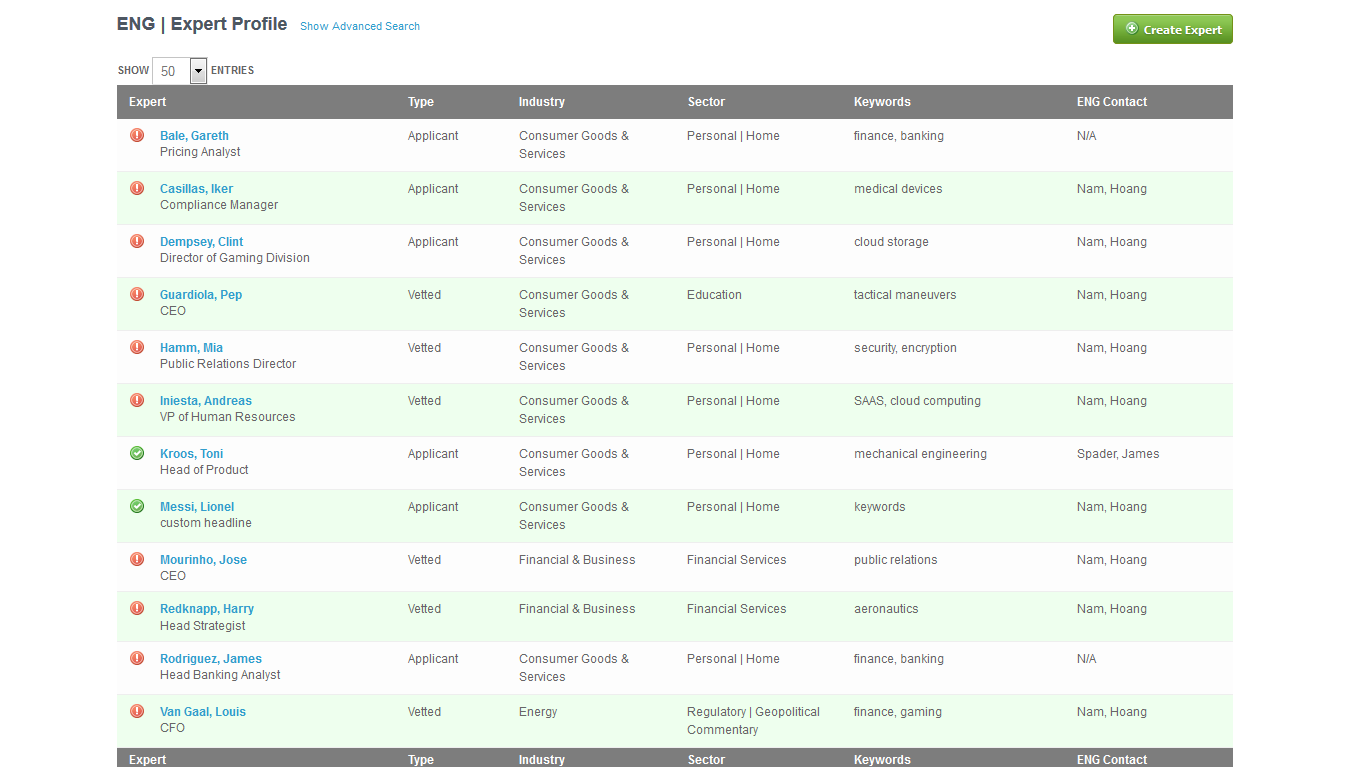 ENG | Expert Profile Show Advanced Search Create Expert
SHOW 50 ENTRIES
Expert Type Industry Sector Keywords ENG Contact
Bale, Gareth Applicant Consumer Goods & Personal | Home finance, banking N/A
Pricing Analyst Services
Casillas, Iker Applicant Consumer Goods & Personal | Home medical devices Nam, Hoang
Compliance Manager Services
Dempsey, Clint Applicant Consumer Goods & Personal | Home cloud storage Nam, Hoang
Director of Gaming Division Services
Guardiola, Pep Vetted Consumer Goods & Education tactical maneuvers Nam, Hoang
CEO Services
Hamm, Mia Vetted Consumer Goods & Personal | Home security, encryption Nam, Hoang
Public Relations Director Services
Iniesta, Andreas Vetted Consumer Goods & Personal | Home SAAS, cloud computing Nam, Hoang
VP of Human Resources Services
Kroos, Toni Applicant Consumer Goods & Personal | Home mechanical engineering Spader, James
Head of Product Services
Messi, Lionel Applicant Consumer Goods & Personal | Home keywords Nam, Hoang
custom headline Services
Mourinho, Jose Vetted Financial & Business Financial Services public relations Nam, Hoang
CEO
Redknapp, Harry Vetted Financial & Business Financial Services aeronautics Nam, Hoang
Head Strategist
Rodriguez, James Applicant Consumer Goods & Personal | Home finance, banking N/A
Head Banking Analyst Services
Van Gaal, Louis Vetted Energy Regulatory | Geopolitical finance, gaming Nam, Hoang
CFO Commentary
Expert Type Industry Sector Keywords ENG Contact